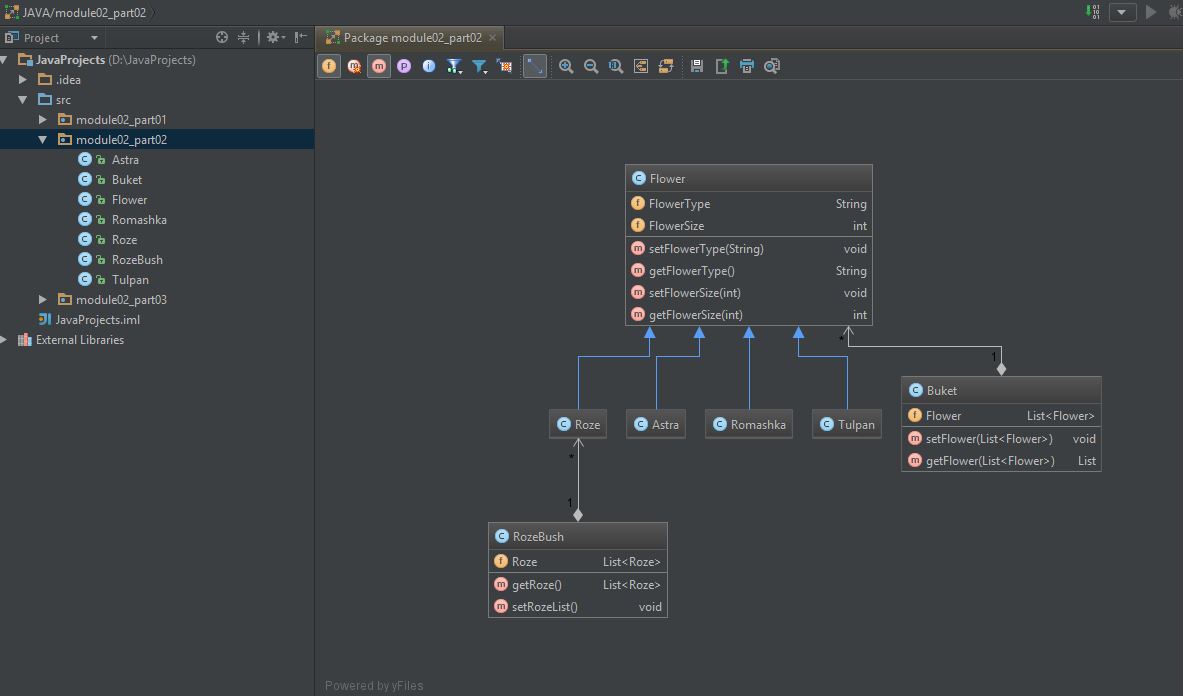 JAVA/module02_part02
Project
Package module02_part02
JavaProjects (D:\JavaProjects)
.idea
src
module02_part01
module02_part02
Astra
Buket
Flower
Romashka
Roze
RozeBush
Tulpan
module02_part03
JavaProjects.iml
External Libraries
C Flower
f FlowerType String
f FlowerSize int
m setFlowerType(String) void
m getFlowerType() String
m setFlowerSize(int) void
m getFlowerSize(int) int
* 1
C Buket
f Flower List<Flower>
m setFlower(List<Flower>) void
m getFlower(List<Flower>) List
C Roze
C Astra
C Romashka
C Tulpan
*
1
C RozeBush
f Roze List<Roze>
m getRoze() List<Roze>
m setRozeList() void
Powered by yFiles